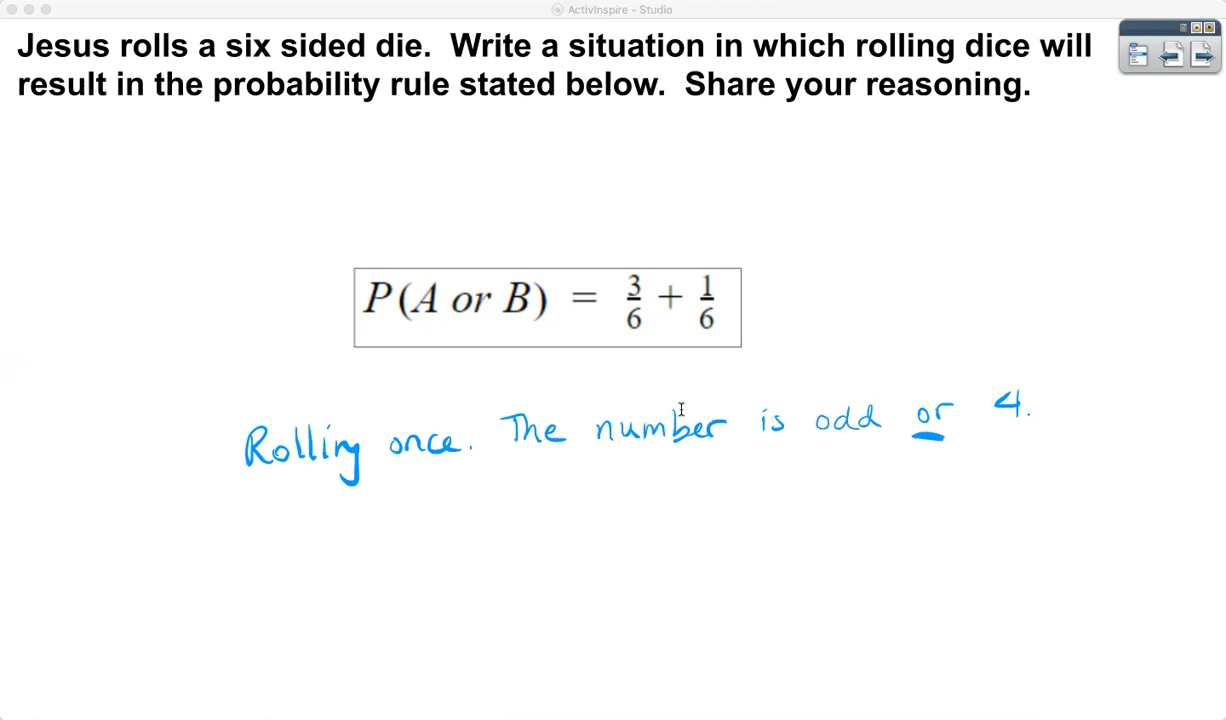 ActivInspire - Studio
Jesus rolls a six sided die.  Write a situation in which rolling dice will
result in the probability rule stated below.  Share your reasoning.
P(A or B) = 3/6 + 1/6
Rolling once. The number is odd or 4.